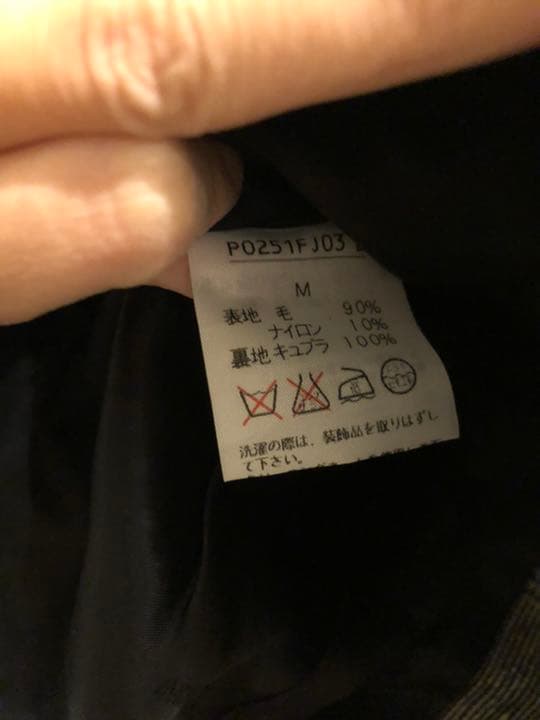 P0251FJ03
M
表地 毛 90%
ナイロン 10%
裏地 キュプラ 100%
洗濯の際は、装飾品を取りはずし
て下さい。